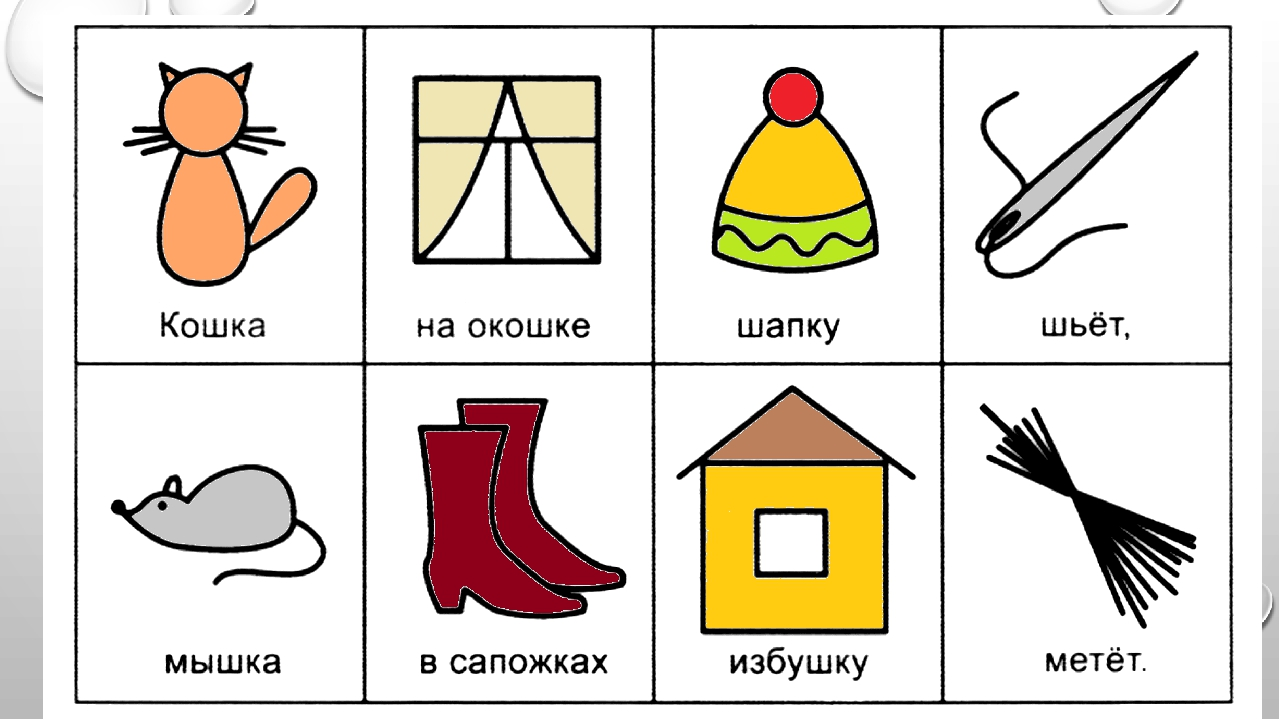 Кошка на окошке шапку шьёт,
мышка в сапожках избушку метёт.